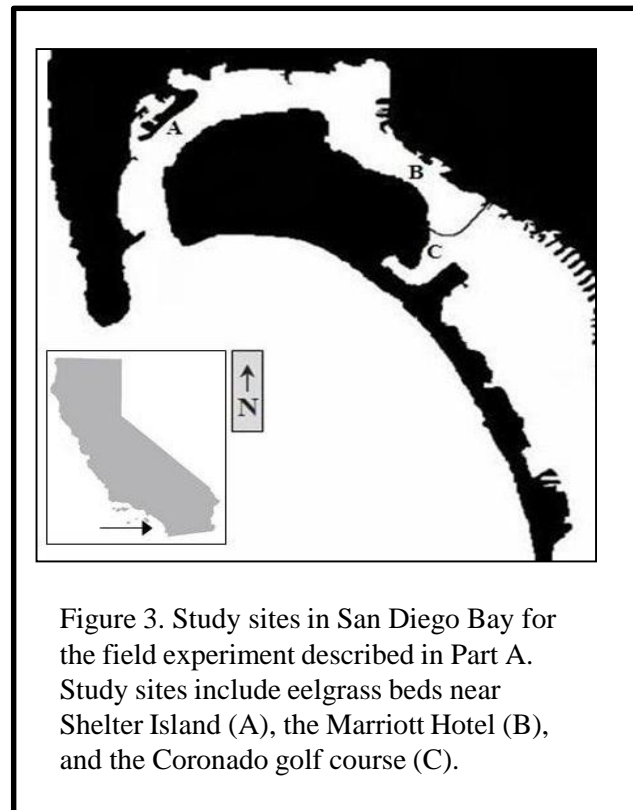 A
B
C
N
Figure 3. Study sites in San Diego Bay for
the field experiment described in Part A.
Study sites include eelgrass beds near
Shelter Island (A), the Marriott Hotel (B),
and the Coronado golf course (C).